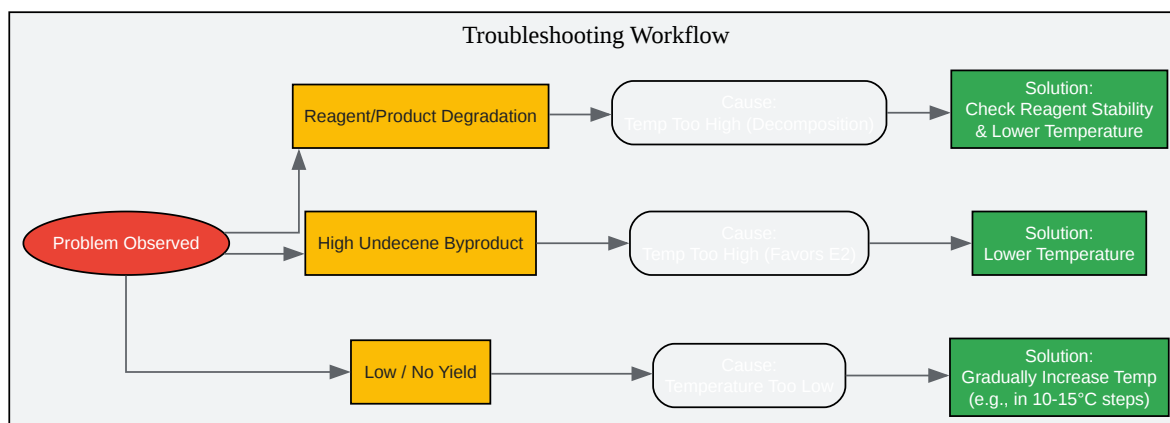 Troubleshooting Workflow
Reagent/Product Degradation
Cause:
Temp Too High (Decomposition)
Solution:
Check Reagent Stability
& Lower Temperature
Problem Observed
High Undecene Byproduct
Cause:
Temp Too High (Favors E2)
Solution:
Lower Temperature
Low / No Yield
Cause:
Temperature Too Low
Solution:
Gradually Increase Temp
(e.g., in 10-15°C steps)